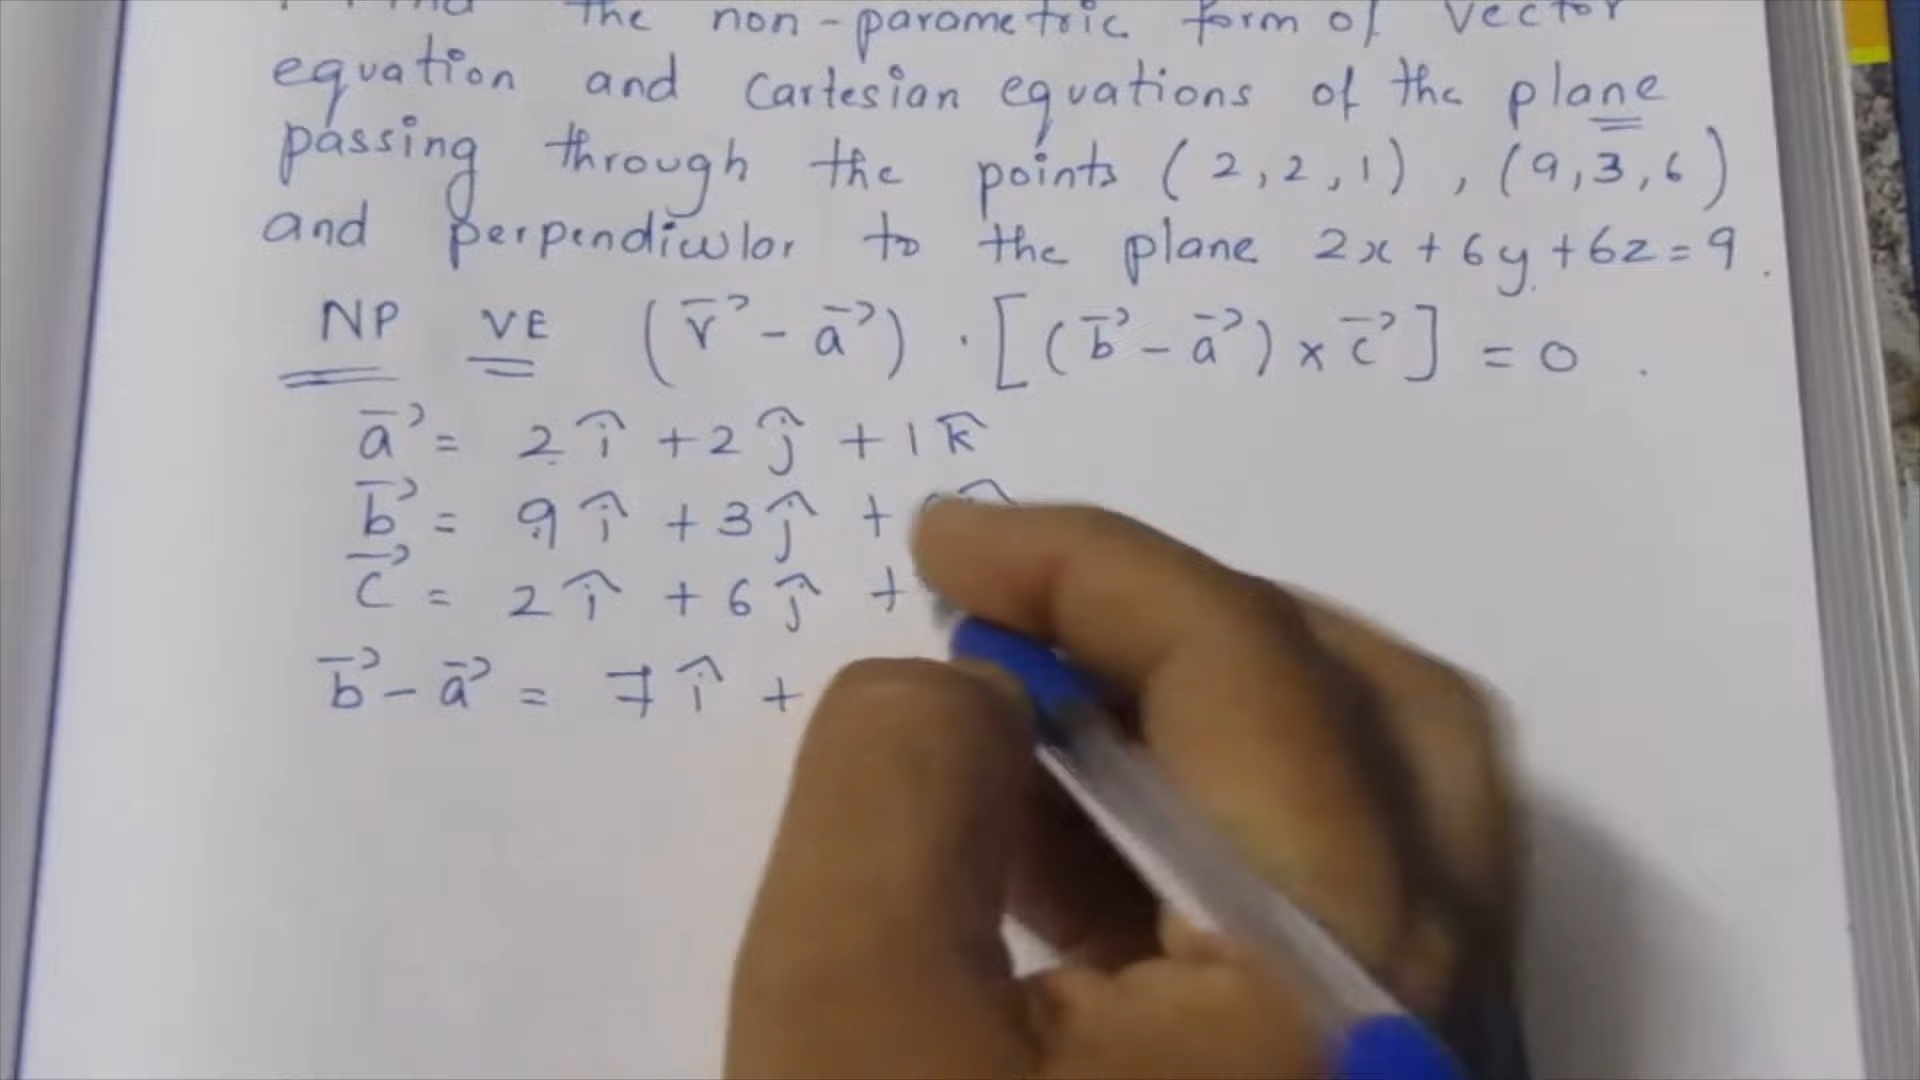 the non-parametric form of vector
equation and Cartesian equations of the plane
passing through the points (2,2,1) , (9,3,6)
and perpendicular to the plane 2x + 6y + 6z = 9 .
NP VE (r⃗ - a⃗) · [(b⃗ - a⃗) × c⃗] = 0 .
a⃗ = 2î + 2ĵ + 1k̂
b⃗ = 9î + 3ĵ +
c⃗ = 2î + 6ĵ +
b⃗ - a⃗ = 7î +